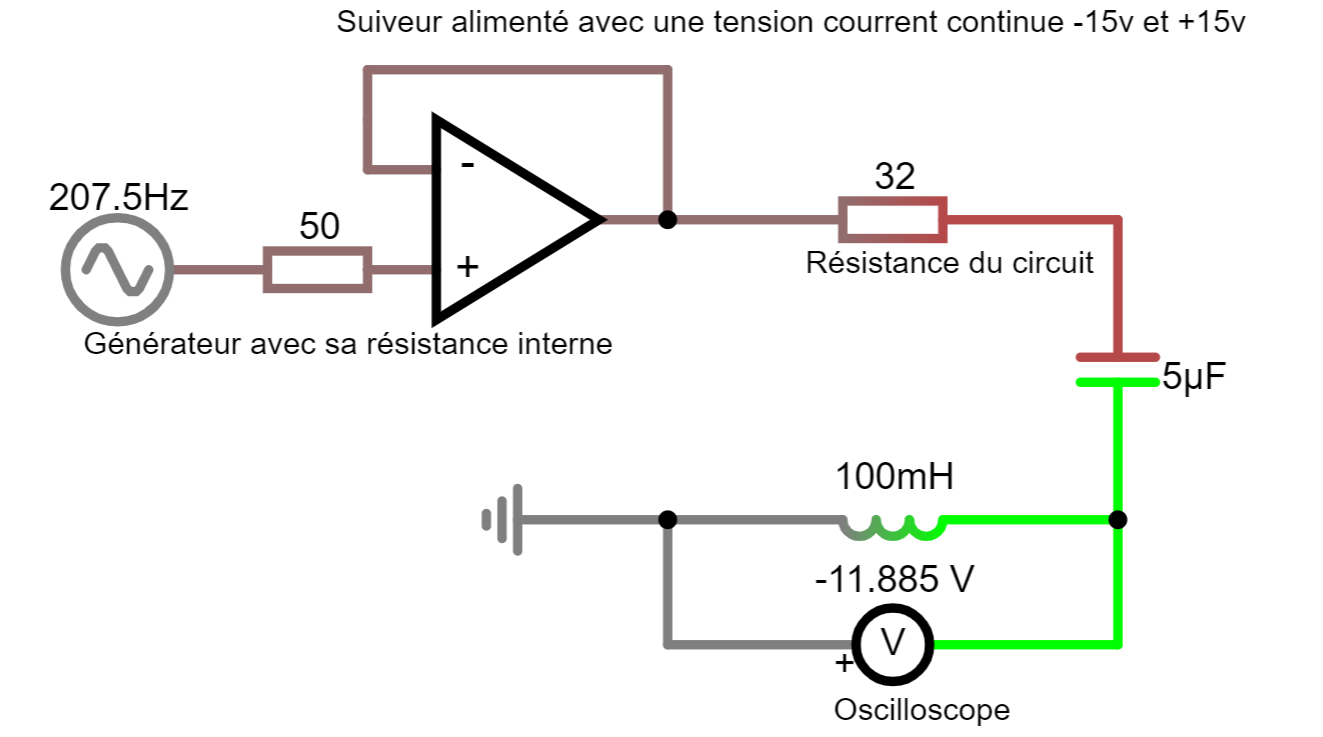 Suiveur alimenté avec une tension courrent continue -15v et +15v
-
207.5Hz
50
+
32
Résistance du circuit
Générateur avec sa résistance interne
5µF
100mH
-11.885 V
V
+
Oscilloscope